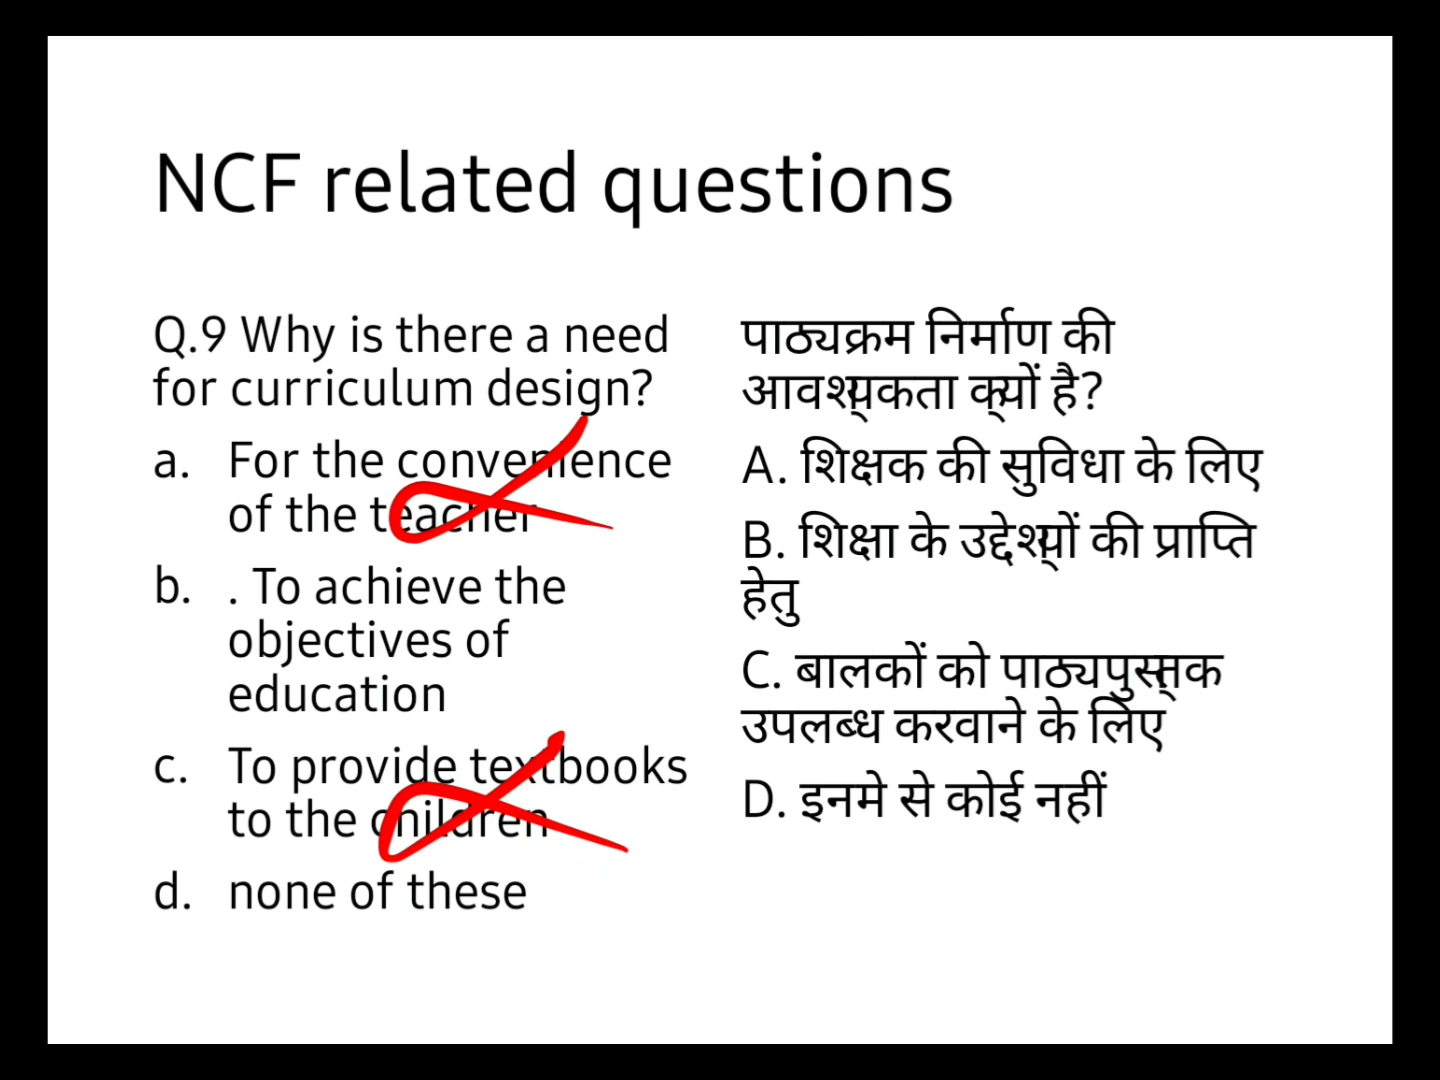 NCF related questions
Q.9 Why is there a need
for curriculum design?
a. For the convenience
of the teacher
b. . To achieve the
objectives of
education
c. To provide textbooks
to the children
d. none of these
पाठ्यक्रम निर्माण की
आवश्यकता क्यों है?
A. शिक्षक की सुविधा के लिए
B. शिक्षा के उद्देश्यों की प्राप्ति
हेतु
C. बालकों को पाठ्यपुस्तक
उपलब्ध करवाने के लिए
D. इनमे से कोई नहीं